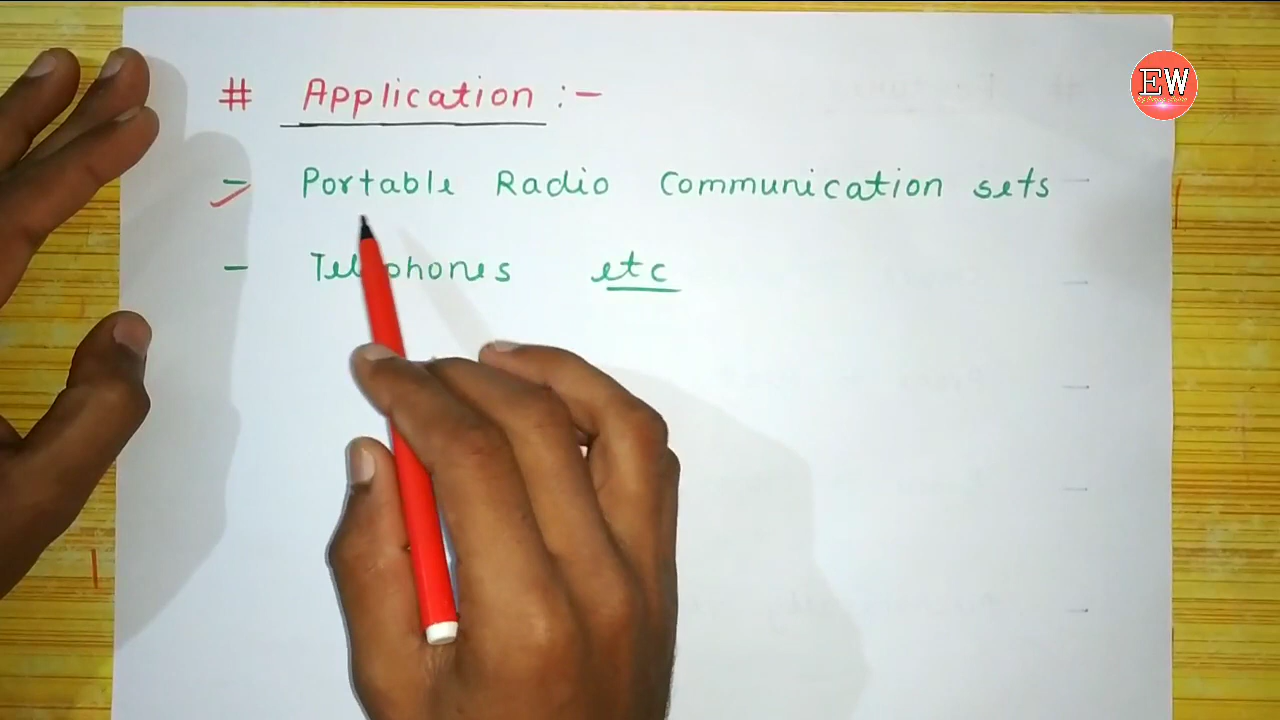 # Application :-
- Portable Radio Communication sets
- Telephones etc
EW